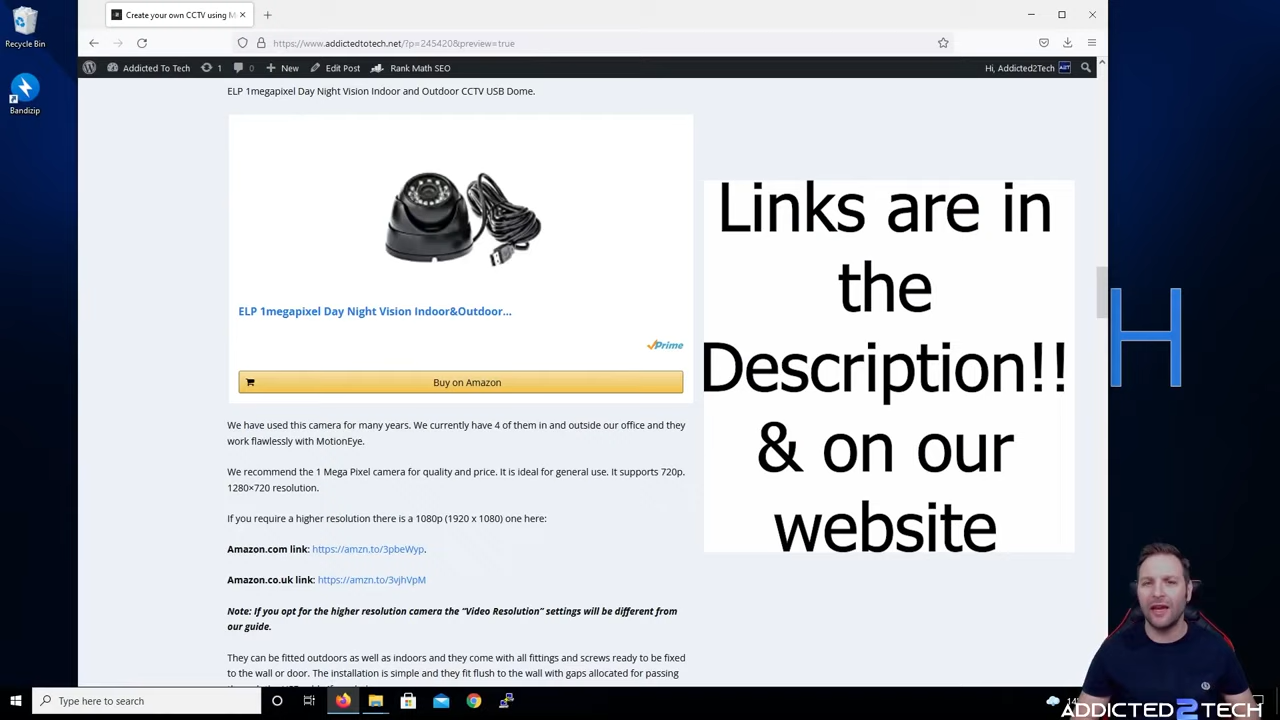 Recycle Bin
Bandizip
Create your own CCTV using M
https://www.addictedtotech.net/?p=245420&preview=true
Addicted To Tech
1
0
New
Edit Post
Rank Math SEO
Hi, Addicted2Tech
ELP 1megapixel Day Night Vision Indoor and Outdoor CCTV USB Dome.
ELP 1megapixel Day Night Vision Indoor&Outdoor...
Prime
Buy on Amazon
We have used this camera for many years. We currently have 4 of them in and outside our office and they
work flawlessly with MotionEye.
We recommend the 1 Mega Pixel camera for quality and price. It is ideal for general use. It supports 720p,
1280×720 resolution.
If you require a higher resolution there is a 1080p (1920 x 1080) one here:
Amazon.com link: https://amzn.to/3pbeWyp.
Amazon.co.uk link: https://amzn.to/3vjhVpM
Note: If you opt for the higher resolution camera the “Video Resolution” settings will be different from
our guide.
They can be fitted outdoors as well as indoors and they come with all fittings and screws ready to be fixed
to the wall or door. The installation is simple and they fit flush to the wall with gaps allocated for passing
Links are in
the
Description!!
& on our
website
H
Type here to search
ADDICTED2TECH